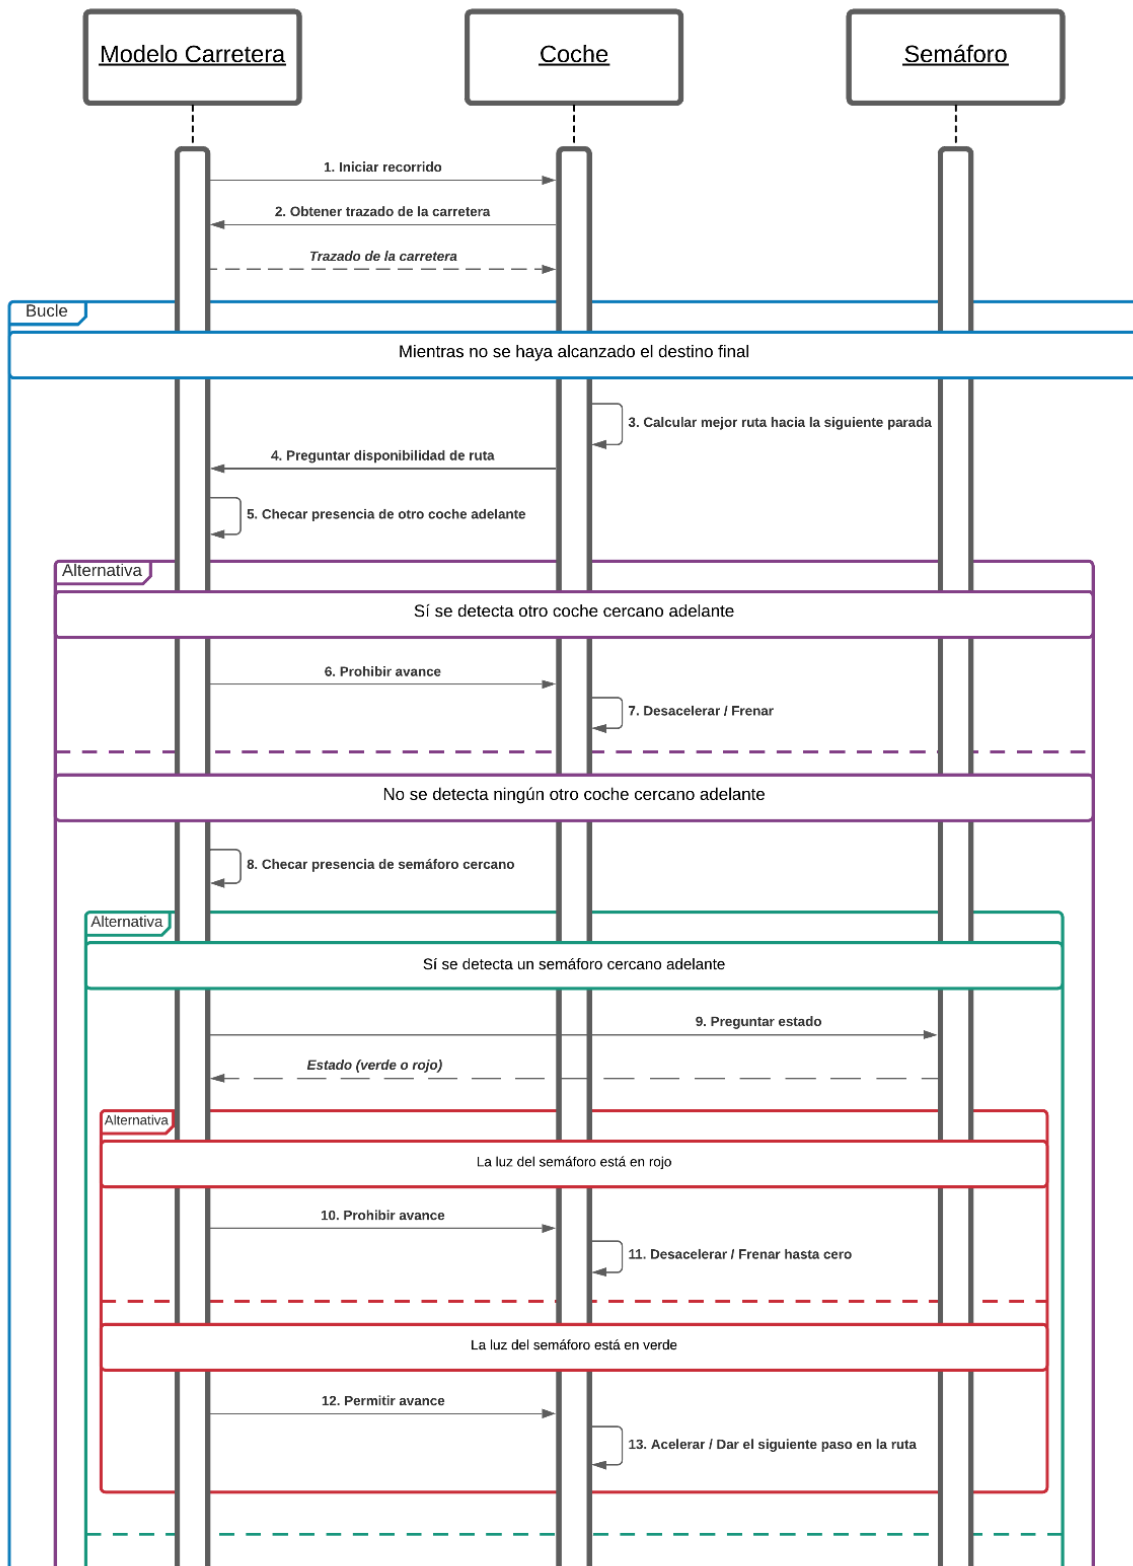 Modelo Carretera
Coche
Semáforo
1. Iniciar recorrido
2. Obtener trazado de la carretera
Trazado de la carretera
Bucle
Mientras no se haya alcanzado el destino final
3. Calcular mejor ruta hacia la siguiente parada
4. Preguntar disponibilidad de ruta
5. Checar presencia de otro coche adelante
Alternativa
Sí se detecta otro coche cercano adelante
6. Prohibir avance
7. Desacelerar / Frenar
No se detecta ningún otro coche cercano adelante
8. Checar presencia de semáforo cercano
Alternativa
Sí se detecta un semáforo cercano adelante
9. Preguntar estado
Estado (verde o rojo)
Alternativa
La luz del semáforo está en rojo
10. Prohibir avance
11. Desacelerar / Frenar hasta cero
La luz del semáforo está en verde
12. Permitir avance
13. Acelerar / Dar el siguiente paso en la ruta